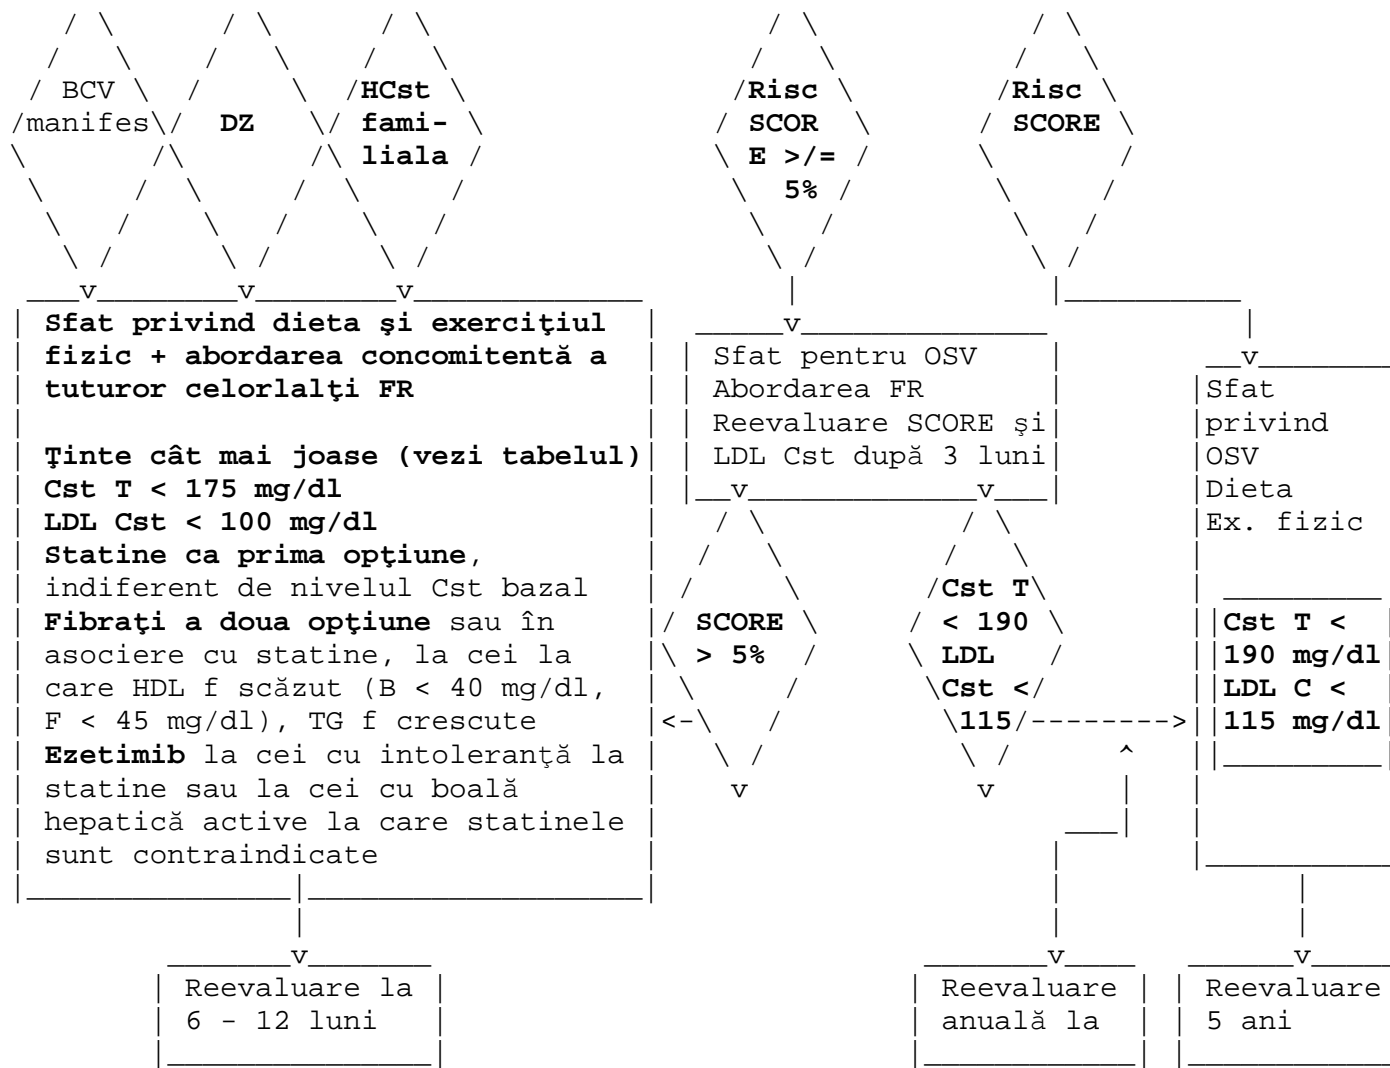 BCV
manifes
DZ
HCst
fami-
liala
Risc
SCOR
E >/=
5%
Risc
SCORE
Sfat privind dieta şi exerciţiul
fizic + abordarea concomitentă a
tuturor celorlalţi FR
Ţinte cât mai joase (vezi tabelul)
Cst T < 175 mg/dl
LDL Cst < 100 mg/dl
Statine ca prima opţiune,
indiferent de nivelul Cst bazal
Fibraţi a doua opţiune sau în
asociere cu statine, la cei la
care HDL f scăzut (B < 40 mg/dl,
F < 45 mg/dl), TG f crescute
Ezetimib la cei cu intoleranţă la
statine sau la cei cu boală
hepatică active la care statinele
sunt contraindicate
Reevaluare la
6 - 12 luni
Sfat pentru OSV
Abordarea FR
Reevaluare SCORE şi
LDL Cst după 3 luni
SCORE
> 5%
Cst T
< 190
LDL
Cst <
115
Reevaluare
anuală la
Sfat
privind
OSV
Dieta
Ex. fizic
Cst T <
190 mg/dl
LDL C <
115 mg/dl
Reevaluare
5 ani